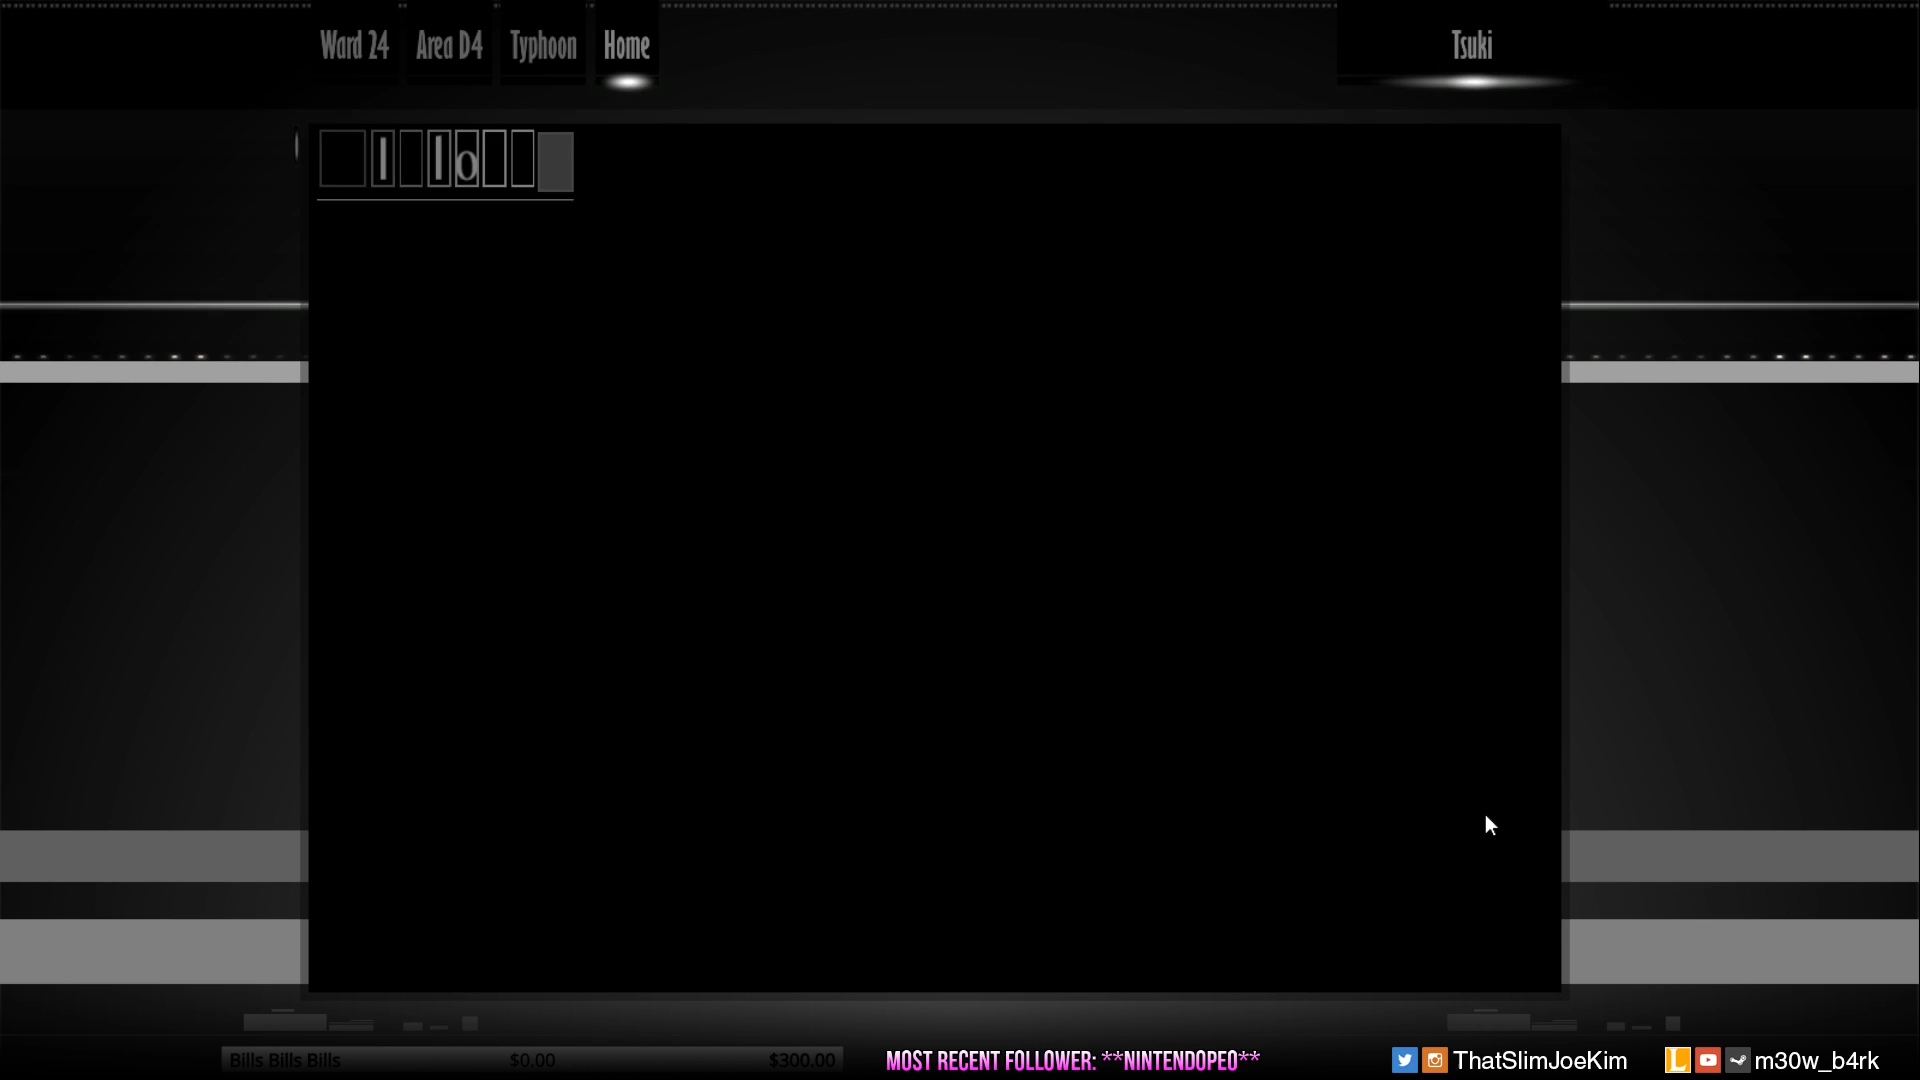 Ward 24 Area D4 Typhoon Home Tsuki
Bills Bills Bills $0.00 $300.00 MOST RECENT FOLLOWER: **NINTENDOPEO** ThatSlimJoeKim m30w_b4rk